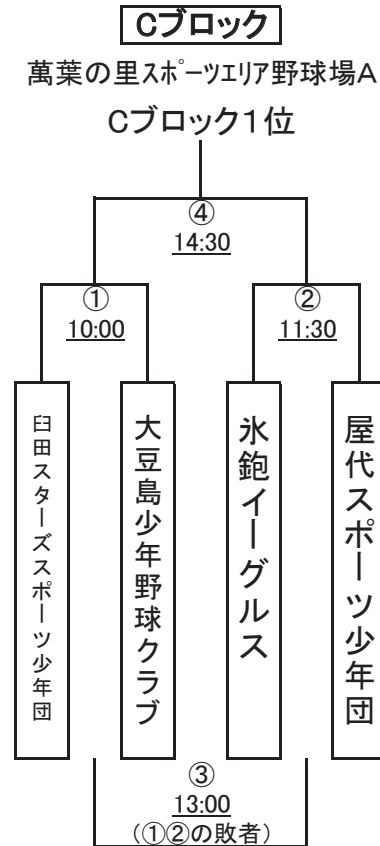 Cブロック
萬葉の里スポーツエリア野球場A
Cブロック1位
④
14:30
①
10:00
②
11:30
臼田スターズスポーツ少年団
大豆島少年野球クラブ
氷鉋イーグルス
屋代スポーツ少年団
③
13:00
(①②の敗者)